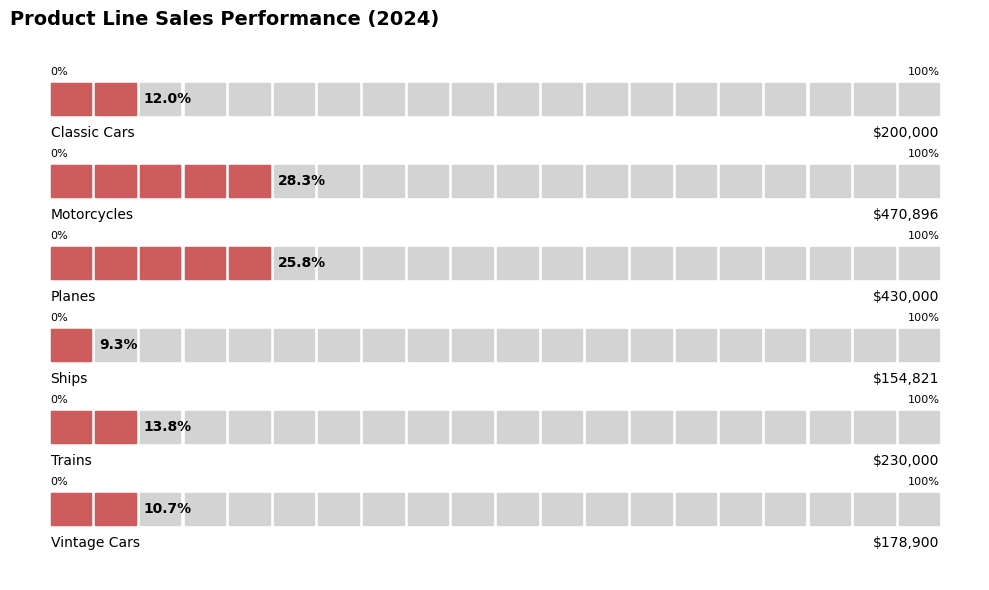 Product Line Sales Performance (2024)
0% 100%
12.0%
Classic Cars $200,000
0% 100%
28.3%
Motorcycles $470,896
0% 100%
25.8%
Planes $430,000
0% 100%
9.3%
Ships $154,821
0% 100%
13.8%
Trains $230,000
0% 100%
10.7%
Vintage Cars $178,900